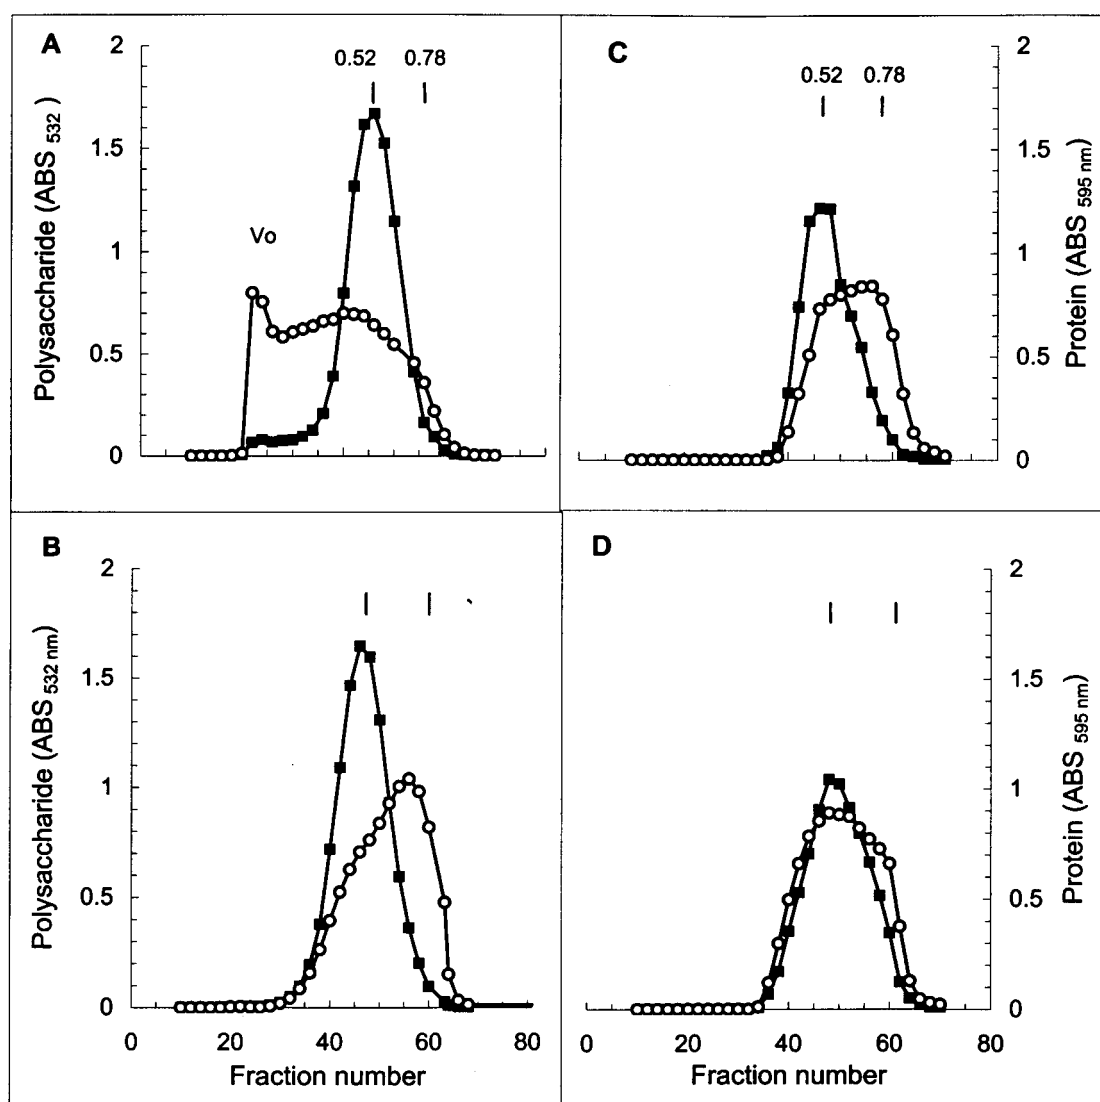 A
2
0.52 0.78
1.5
1
Vo
0.5
0
Polysaccharide (ABS 532)
C
2
0.52 0.78
1.5
1
0.5
0
Protein (ABS 595 nm)
B
2
1.5
1
0.5
0
Polysaccharide (ABS 532 nm)
0 20 40 60 80
Fraction number
D
2
1.5
1
0.5
0
Protein (ABS 595 nm)
0 20 40 60 80
Fraction number